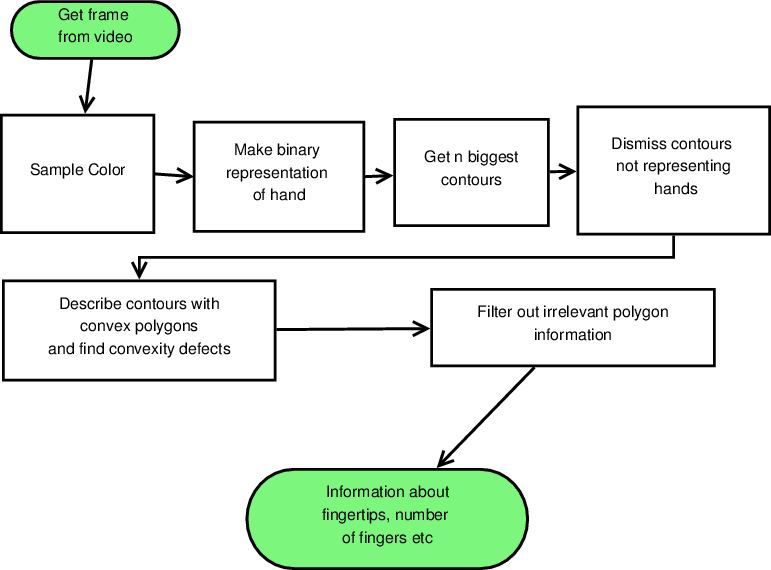 Get frame
from video
Sample Color
Make binary
representation
of hand
Get n biggest
contours
Dismiss contours
not representing
hands
Describe contours with
convex polygons
and find convexity defects
Filter out irrelevant polygon
information
Information about
fingertips, number
of fingers etc